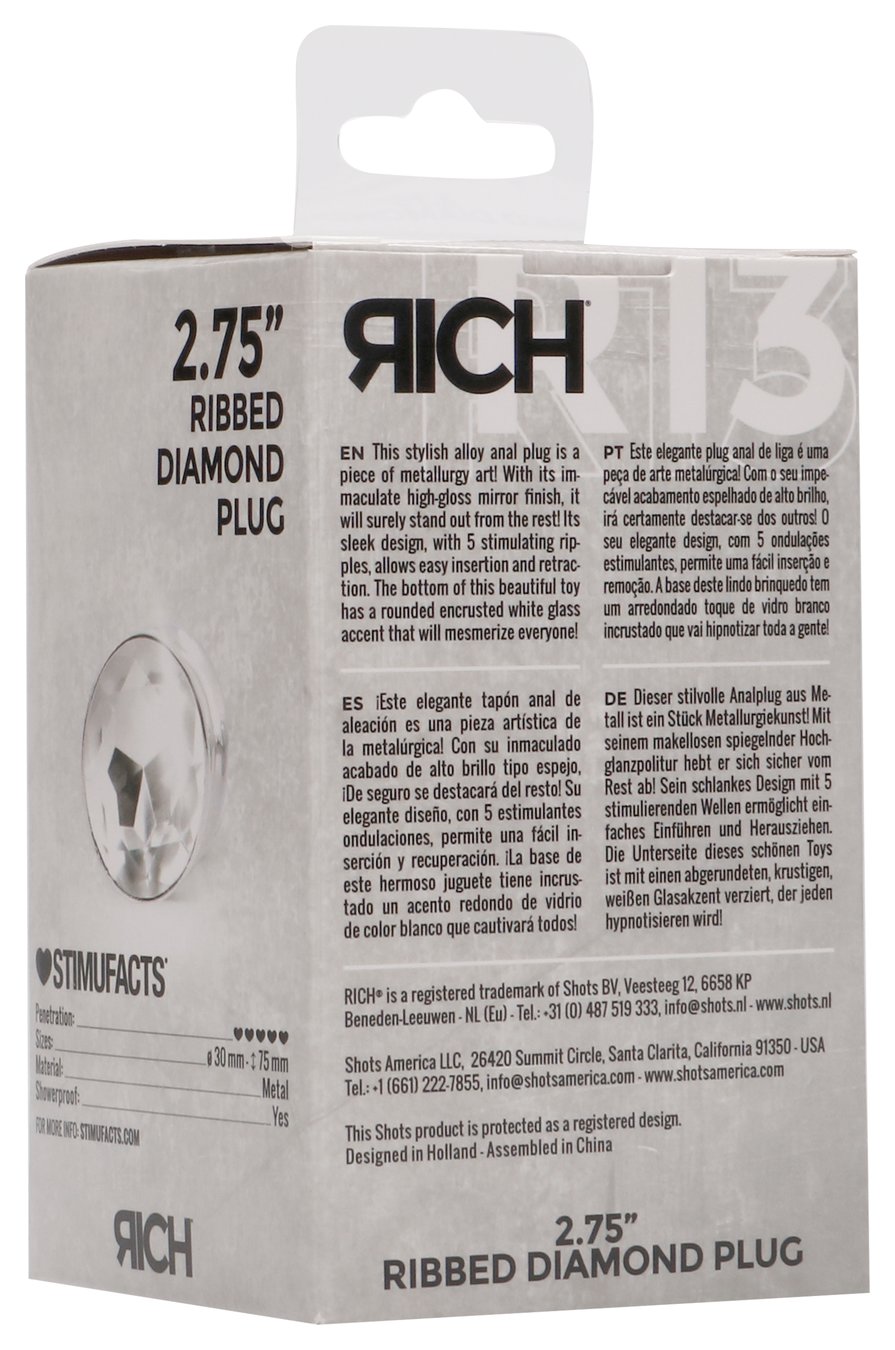 2.75”
RIBBED
DIAMOND
PLUG
STIMUFACTS
Penetration:
Sizes: ø 30 mm - ↕ 75 mm
Material: Metal
Showerproof: Yes
FOR MORE INFO: STIMUFACTS.COM
RICH
R13
RICH®
EN This stylish alloy anal plug is a
piece of metallurgy art! With its im-
maculate high-gloss mirror finish, it
will surely stand out from the rest! Its
sleek design, with 5 stimulating rip-
ples, allows easy insertion and retrac-
tion. The bottom of this beautiful toy
has a rounded encrusted white glass
accent that will mesmerize everyone!
PT Este elegante plug anal de liga é uma
peça de arte metalúrgica! Com o seu impe-
cável acabamento espelhado de alto brilho,
irá certamente destacar-se dos outros! O
seu elegante design, com 5 ondulações
estimulantes, permite uma fácil inserção e
remoção. A base deste lindo brinquedo tem
um arredondado toque de vidro branco
incrustado que vai hipnotizar toda a gente!
ES ¡Este elegante tapón anal de
aleación es una pieza artística de
la metalúrgica! Con su inmaculado
acabado de alto brillo tipo espejo,
¡De seguro se destacará del resto! Su
elegante diseño, con 5 estimulantes
ondulaciones, permite una fácil in-
serción y recuperación. ¡La base de
este hermoso juguete tiene incrus-
tado un acento redondo de vidrio
de color blanco que cautivará todos!
DE Dieser stilvolle Analplug aus Me-
tall ist ein Stück Metallurgiekunst! Mit
seinem makellosen spiegelnder Hoch-
glanzpolitur hebt er sich sicher vom
Rest ab! Sein schlankes Design mit 5
stimulierenden Wellen ermöglicht ein-
faches Einführen und Herausziehen.
Die Unterseite dieses schönen Toys
ist mit einen abgerundeten, krustigen,
weißen Glasakzent verziert, der jeden
hypnotisieren wird!
RICH® is a registered trademark of Shots BV, Veesteeg 12, 6658 KP
Beneden-Leeuwen - NL (Eu) - Tel.: +31 (0) 487 519 333, info@shots.nl - www.shots.nl
Shots America LLC, 26420 Summit Circle, Santa Clarita, California 91350 - USA
Tel.: +1 (661) 222-7855, info@shotsamerica.com - www.shotsamerica.com
This Shots product is protected as a registered design.
Designed in Holland - Assembled in China
2.75”
RIBBED DIAMOND PLUG